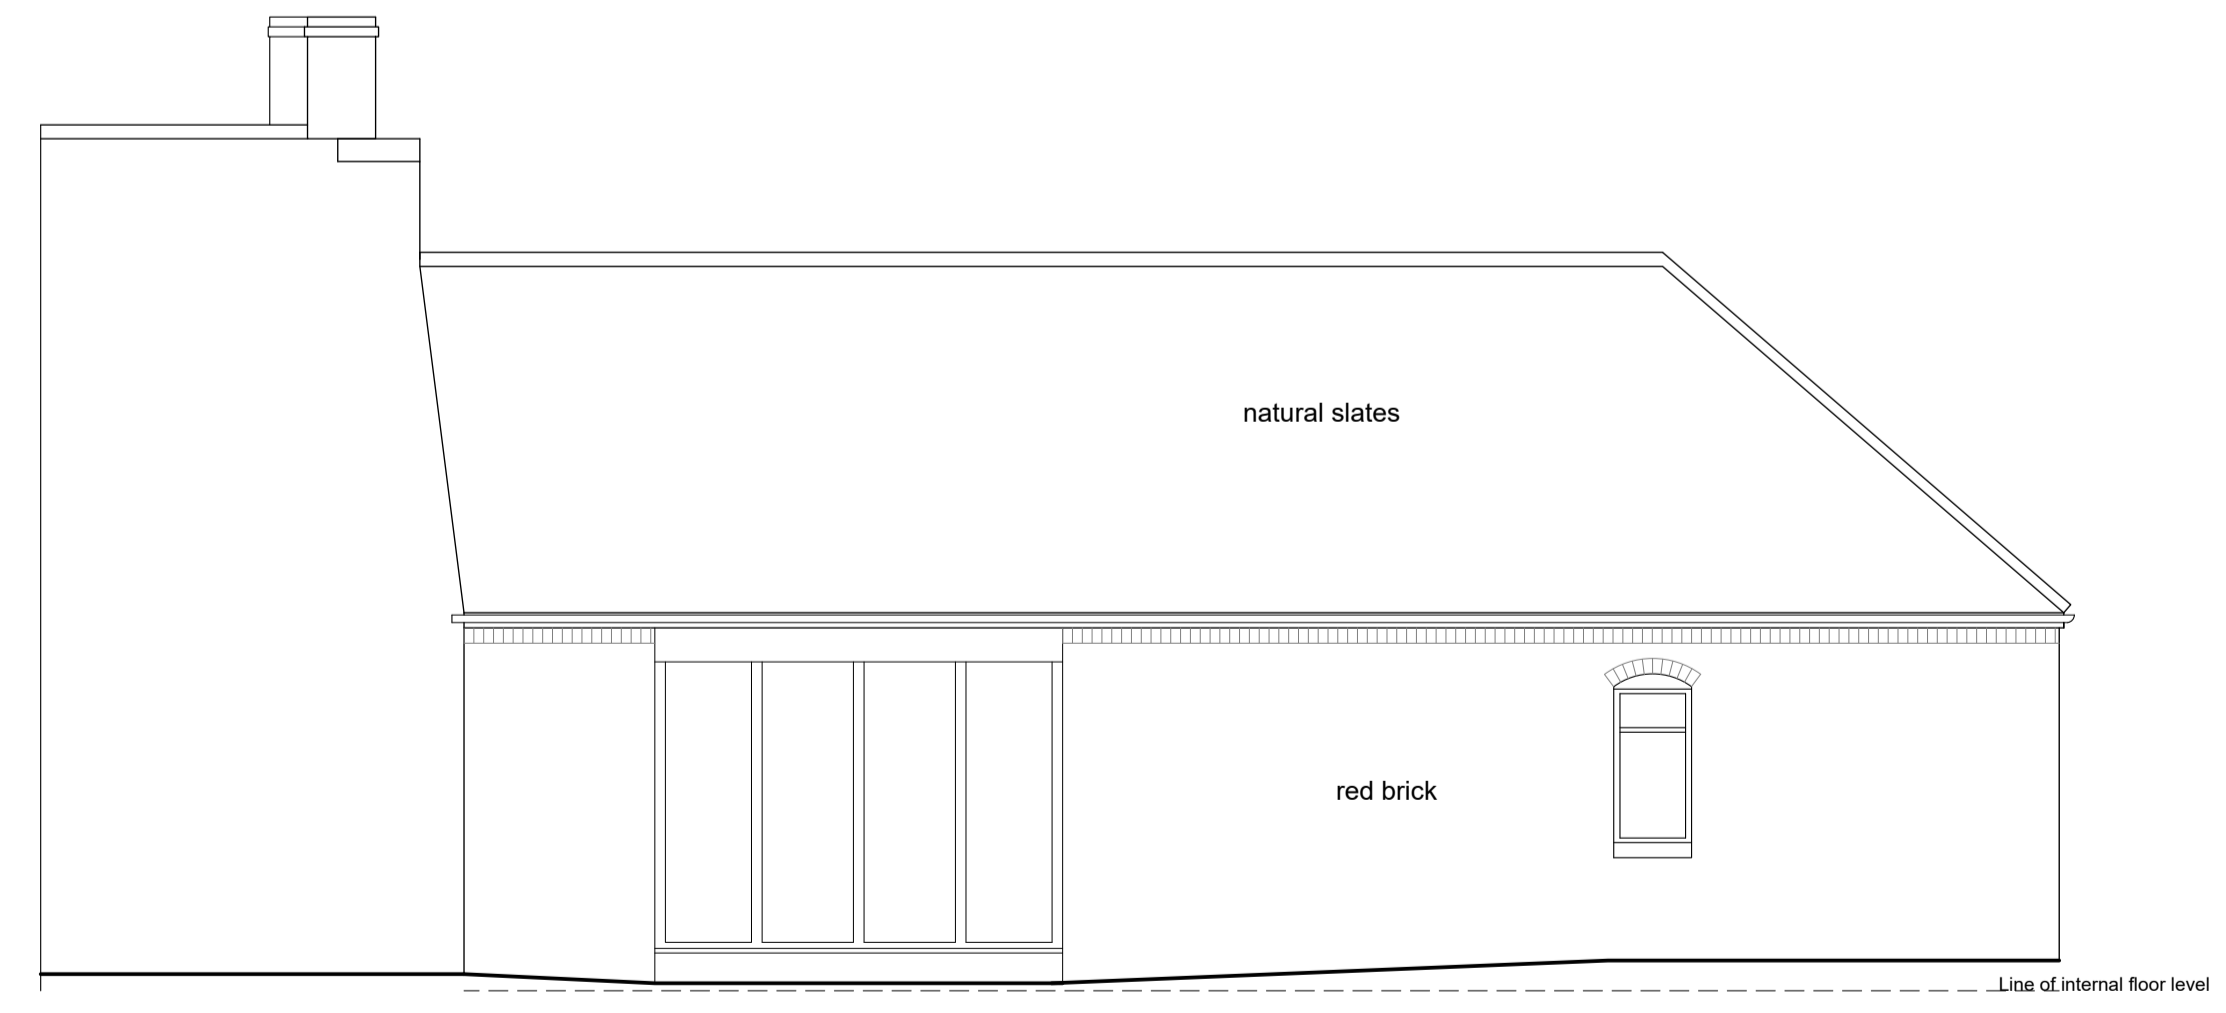 natural slates
red brick
Line of internal floor level